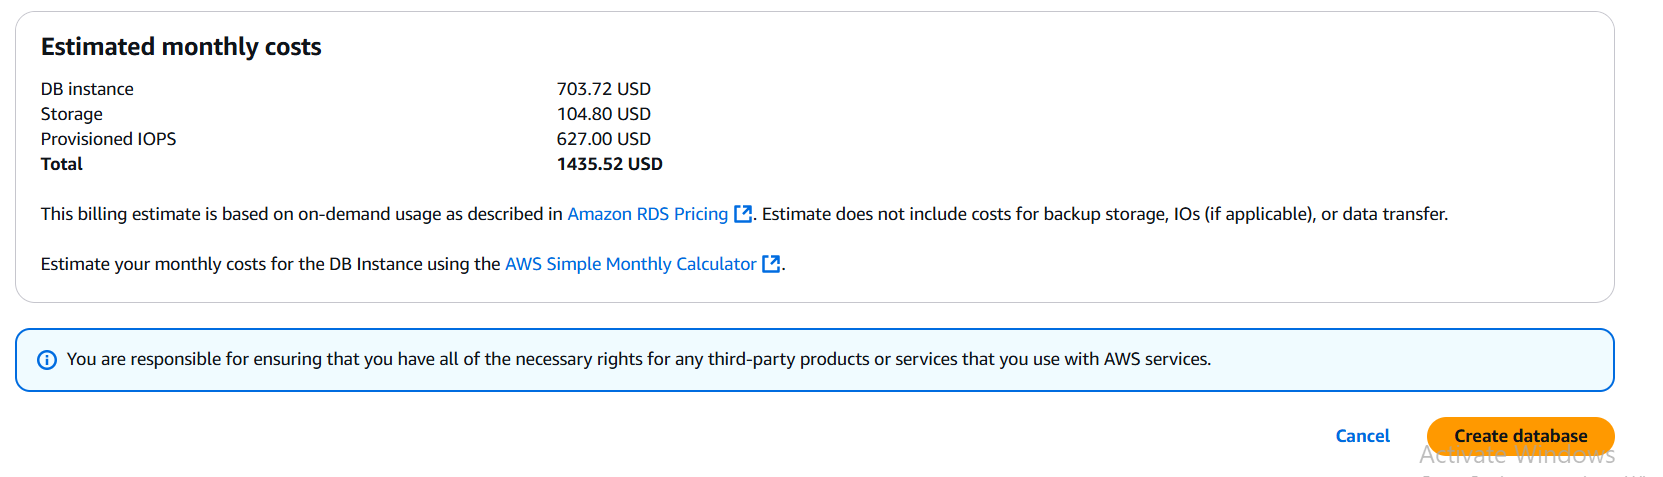 Estimated monthly costs
DB instance 703.72 USD
Storage 104.80 USD
Provisioned IOPS 627.00 USD
Total 1435.52 USD
This billing estimate is based on on-demand usage as described in Amazon RDS Pricing. Estimate does not include costs for backup storage, IOs (if applicable), or data transfer.
Estimate your monthly costs for the DB Instance using the AWS Simple Monthly Calculator.
You are responsible for ensuring that you have all of the necessary rights for any third-party products or services that you use with AWS services.
Cancel Create database
Activate Windows